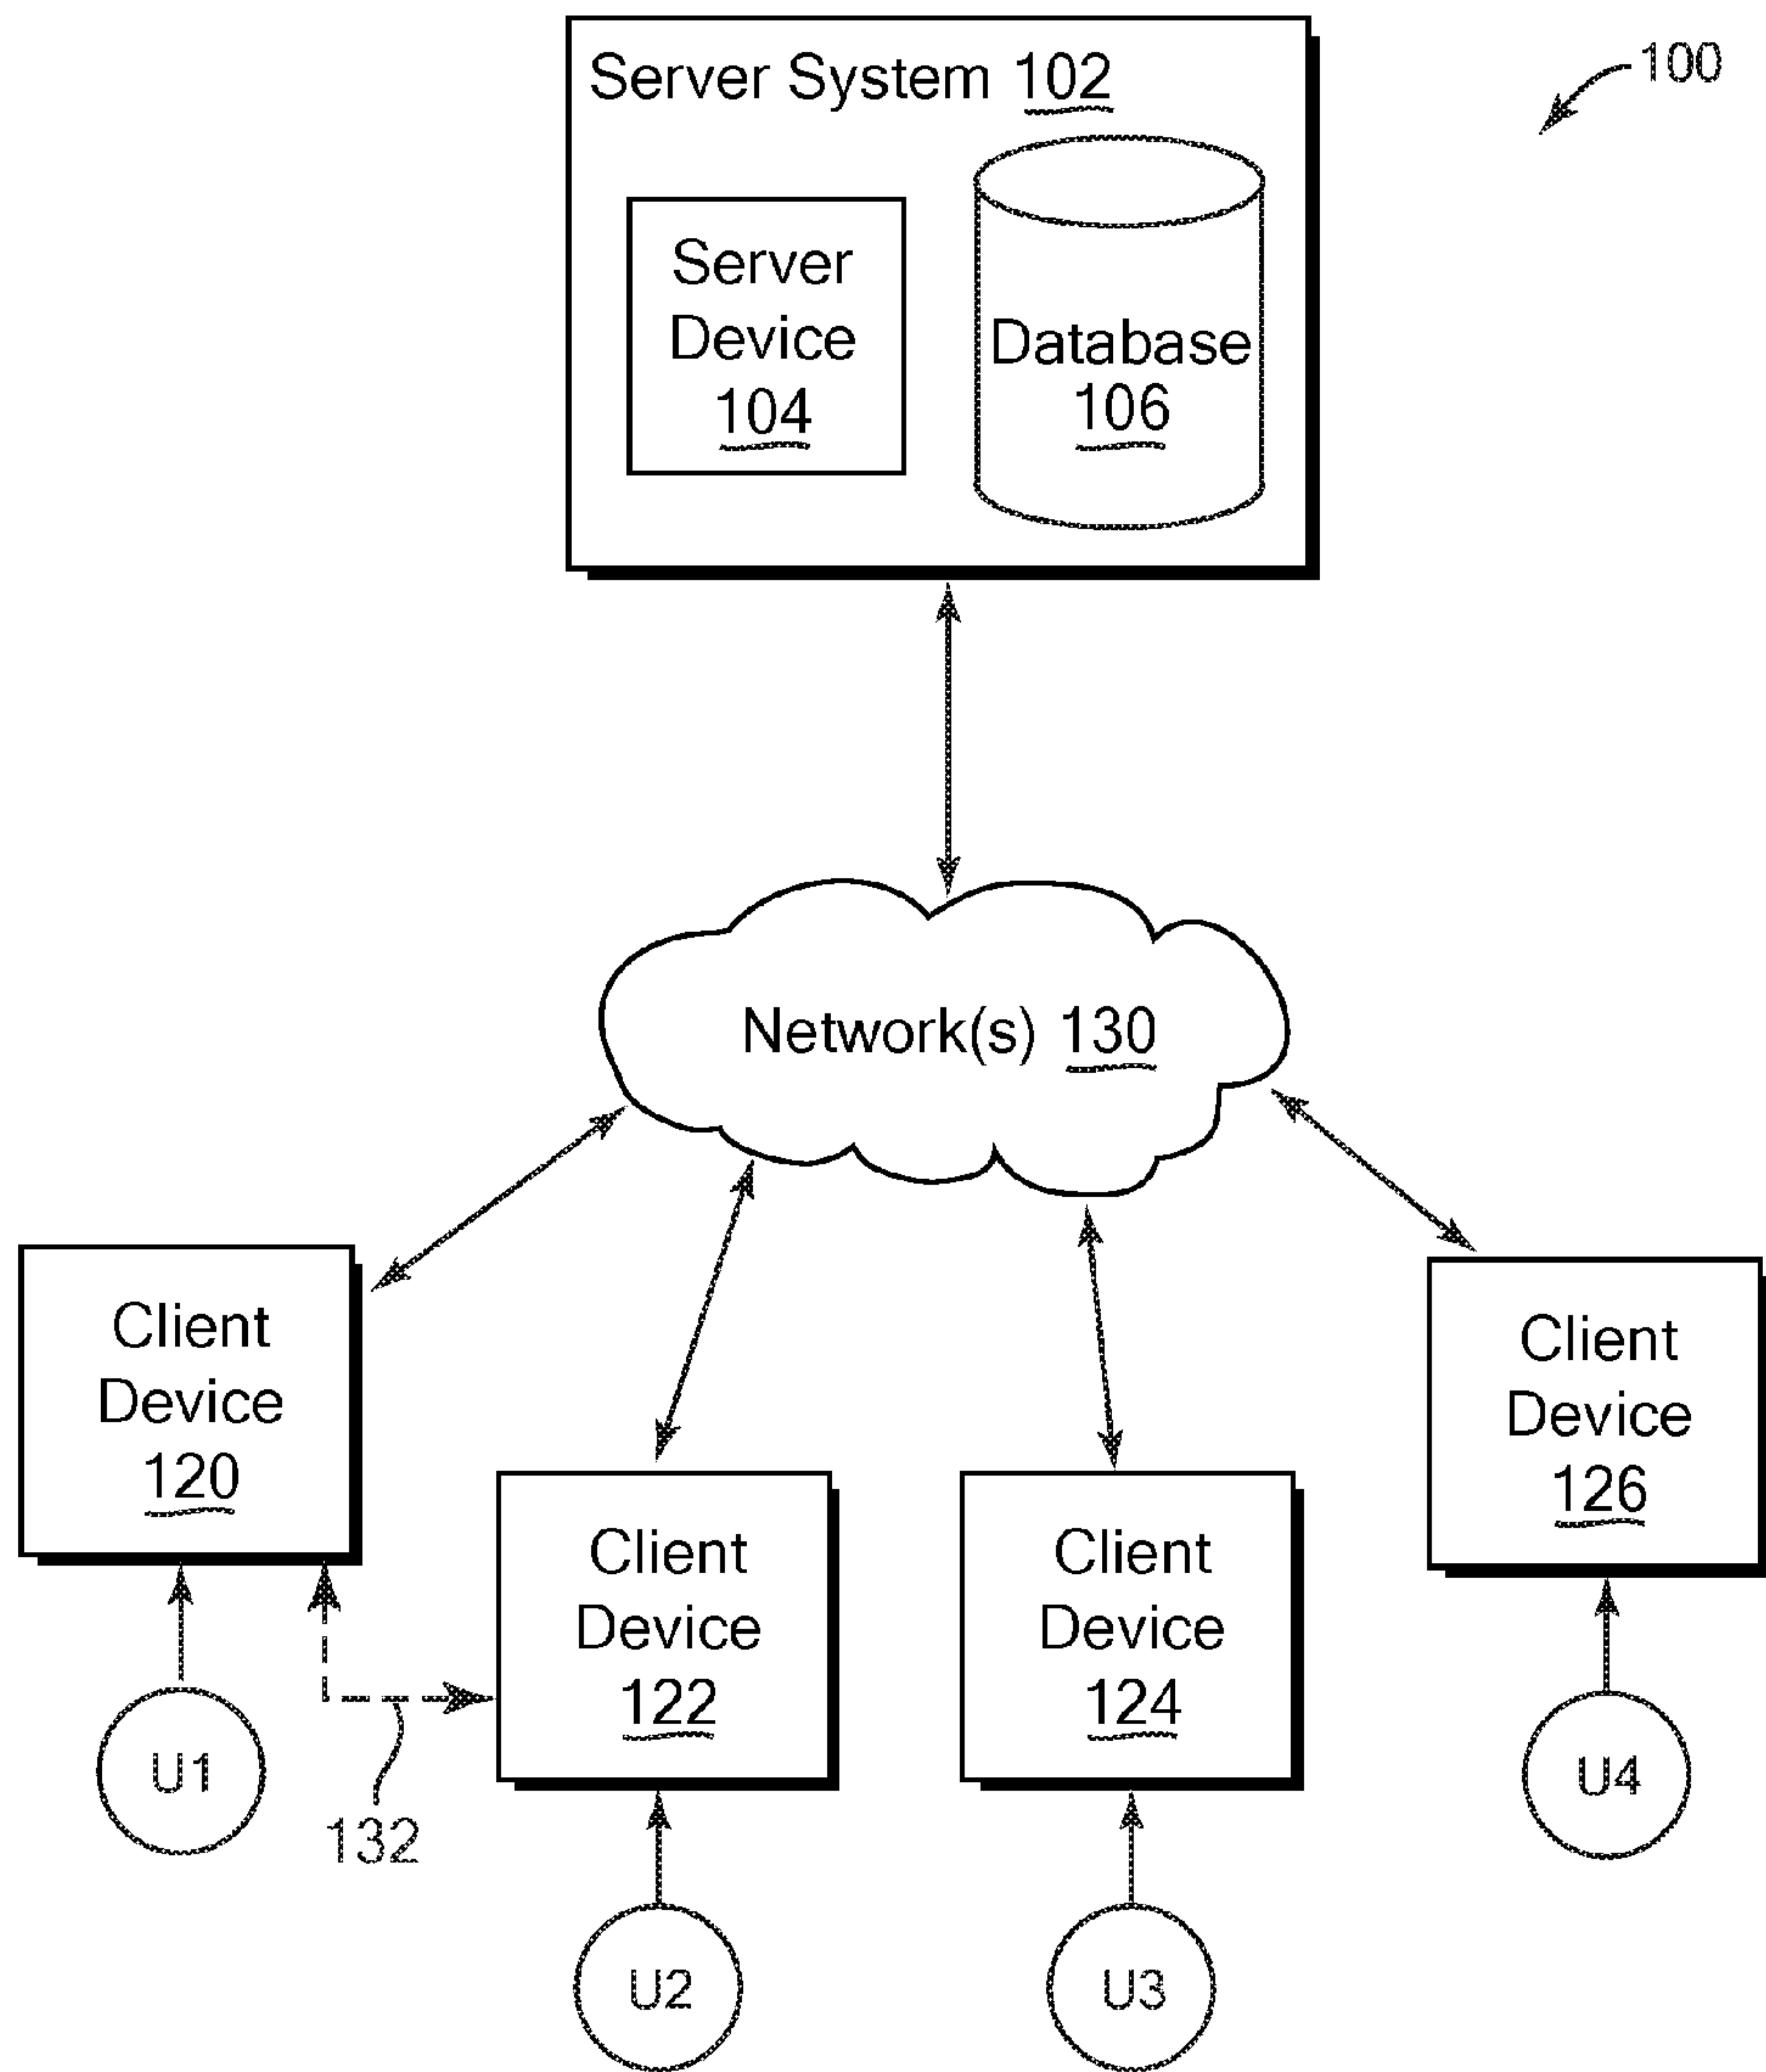 Server System 102
100
Server
Device
104
Database
106
Network(s) 130
Client
Device
120
Client
Device
122
Client
Device
124
Client
Device
126
U1
132
U2
U3
U4